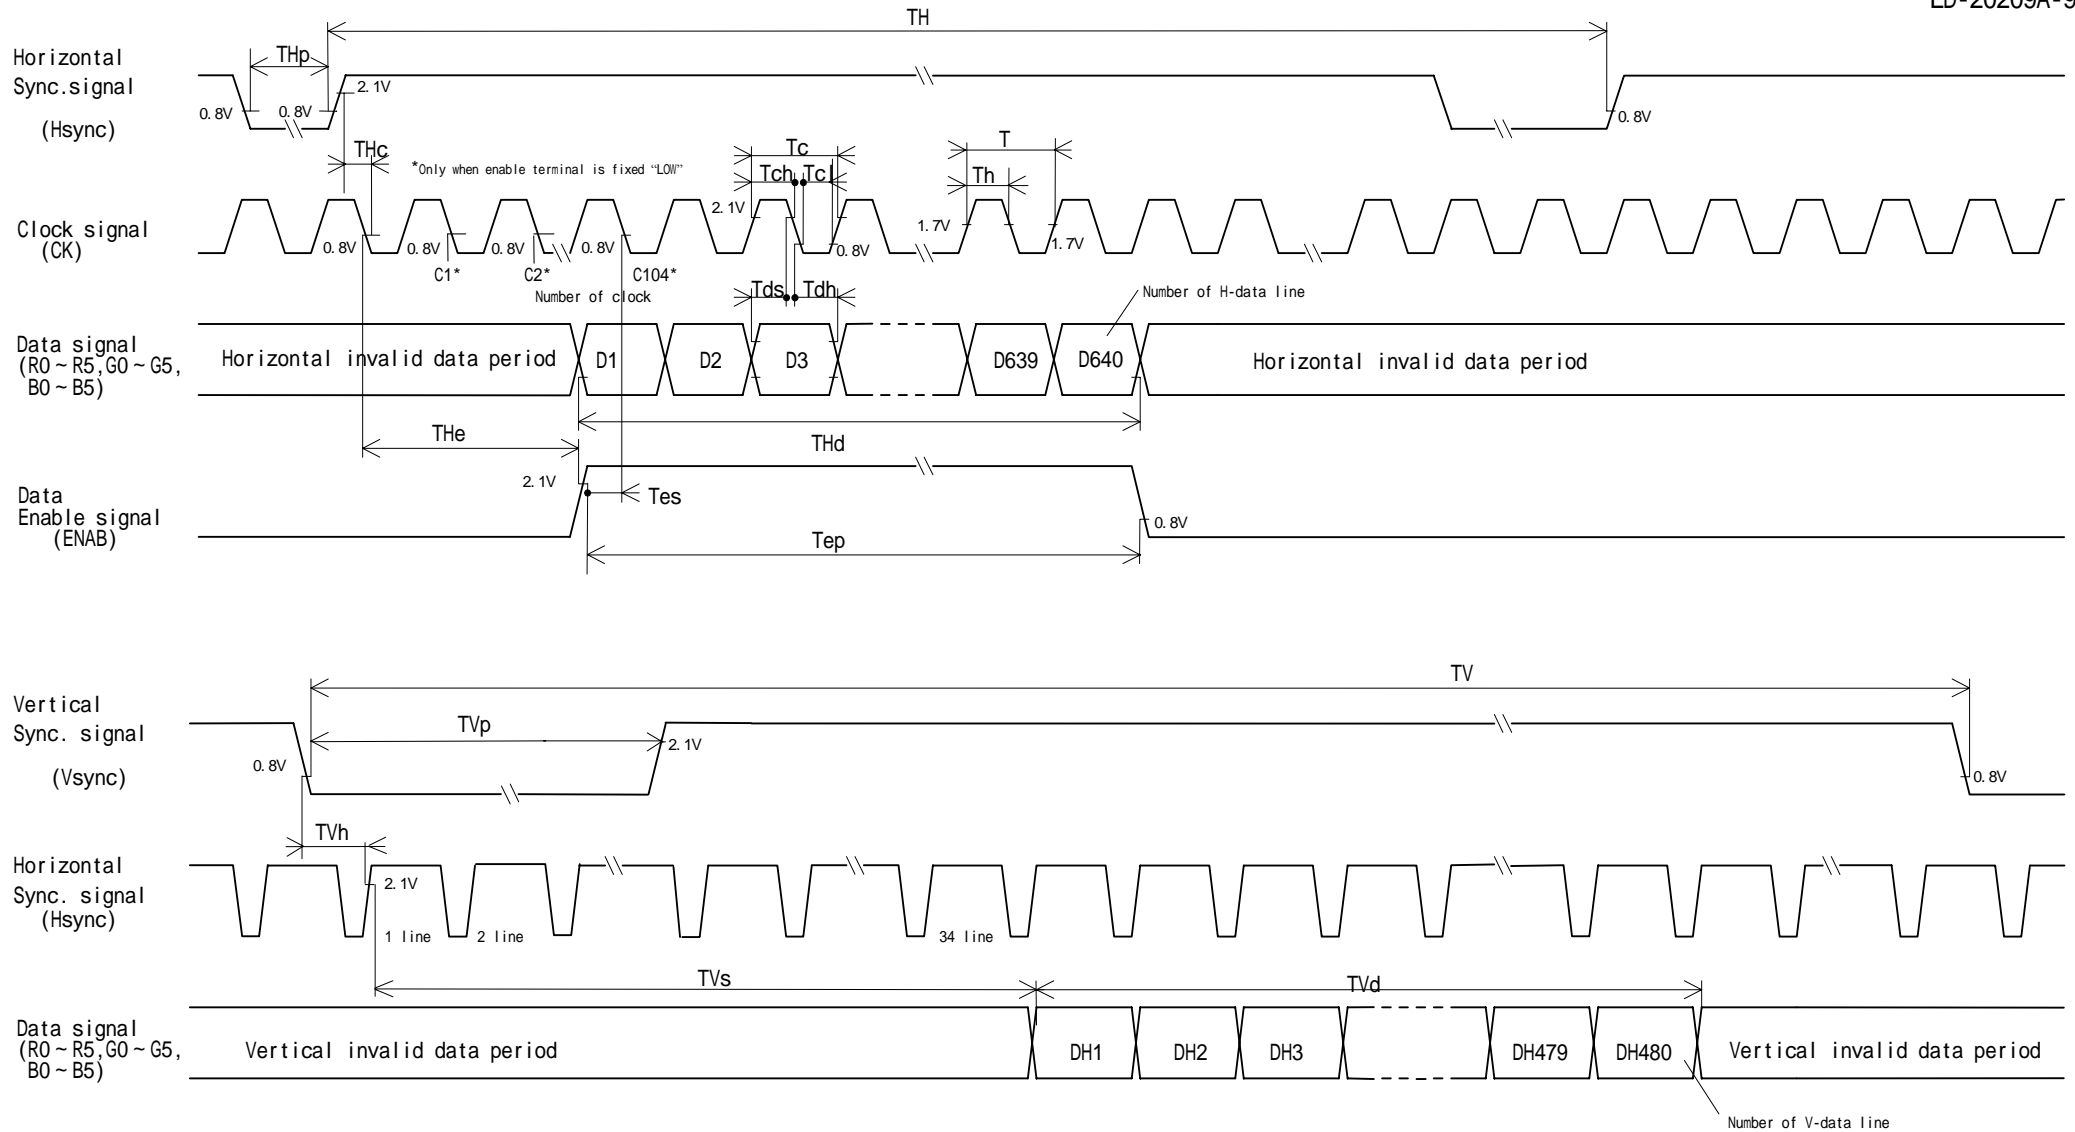 LD-20209A-9
TH
Horizontal
Sync.signal
(Hsync)
THp
0.8V
0.8V
2.1V
0.8V
THc
*Only when enable terminal is fixed “LOW”
Tc
Tch
Tcl
T
Th
Clock signal
(CK)
0.8V
0.8V
0.8V
0.8V
2.1V
0.8V
1.7V
1.7V
C1*
C2*
C104*
Number of clock
Tds
Tdh
Number of H-data line
Data signal
(R0~R5,G0~G5,
B0~B5)
Horizontal invalid data period
D1
D2
D3
D639
D640
Horizontal invalid data period
THe
THd
Data
Enable signal
(ENAB)
2.1V
Tes
0.8V
Tep
TV
Vertical
Sync. signal
(Vsync)
TVp
0.8V
2.1V
0.8V
TVh
Horizontal
Sync. signal
(Hsync)
2.1V
1 line
2 line
34 line
TVs
TVd
Data signal
(R0~R5,G0~G5,
B0~B5)
Vertical invalid data period
DH1
DH2
DH3
DH479
DH480
Vertical invalid data period
Number of V-data line